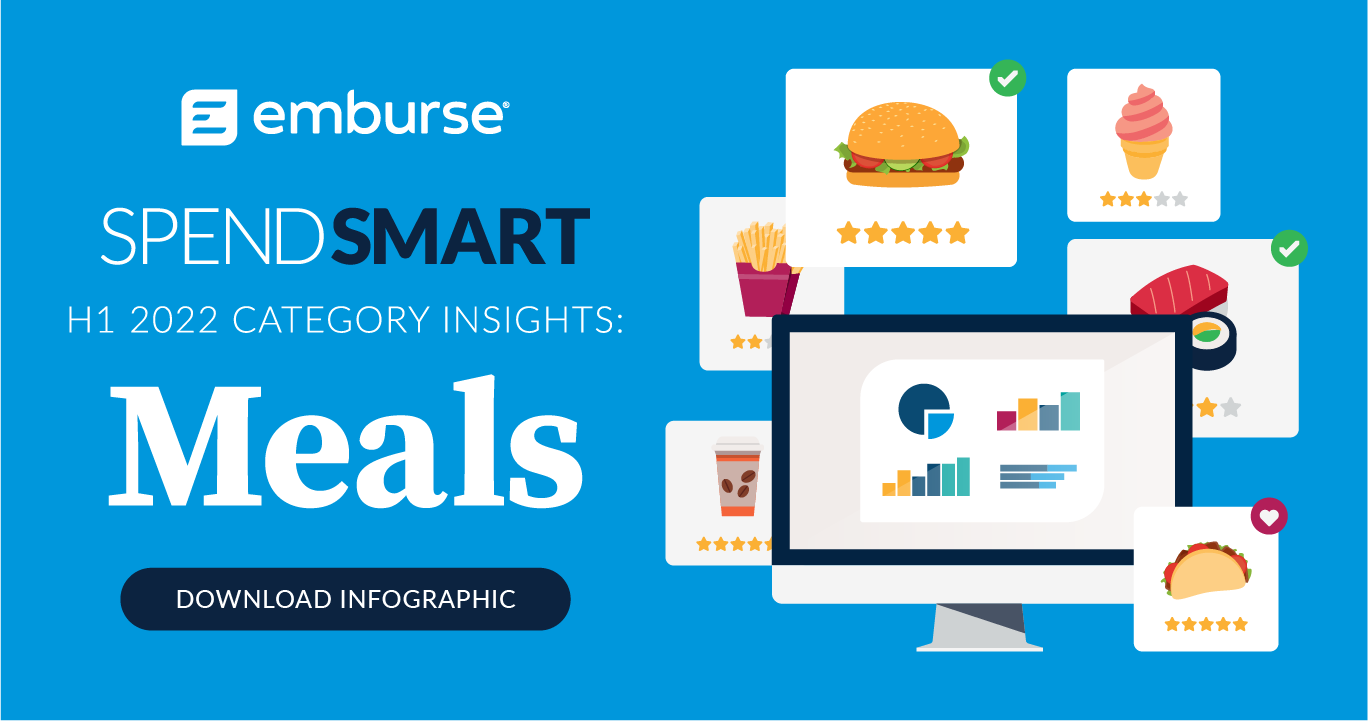 emburse®
SPENDSMART
H1 2022 CATEGORY INSIGHTS:
Meals
DOWNLOAD INFOGRAPHIC